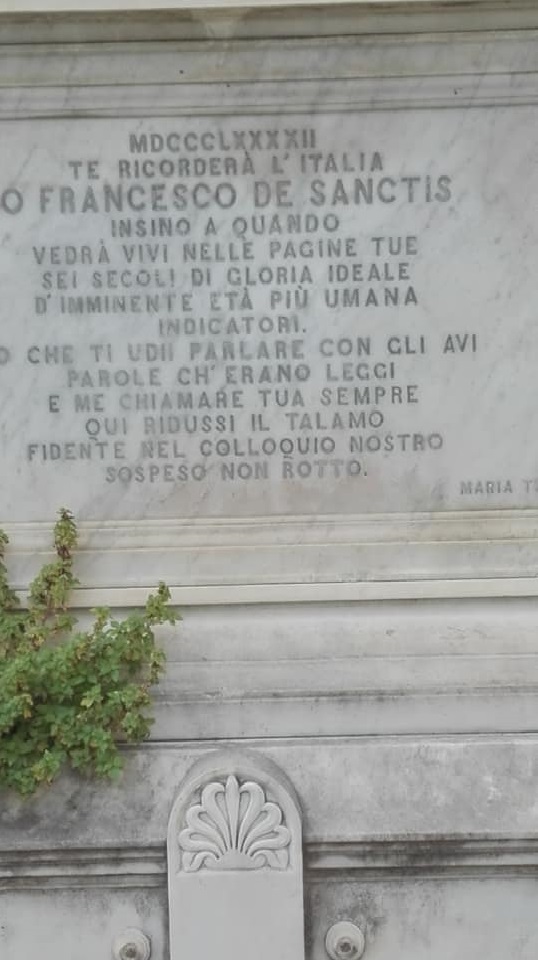 MDCCCLXXXXII
TE RICORDERÀ L'ITALIA
O FRANCESCO DE SANCTIS
INSINO A QUANDO
VEDRÀ VIVI NELLE PAGINE TUE
SEI SECOLI DI GLORIA IDEALE
D'IMMINENTE ETÀ PIÙ UMANA
INDICATORI.
O CHE TI UDII PARLARE CON GLI AVI
PAROLE CH'ERANO LEGGI
E ME CHIAMARE TUA SEMPRE
QUI RIDUSSI IL TALAMO
FIDENTE NEL COLLOQUIO NOSTRO
SOSPESO NON ROTTO.
MARIA